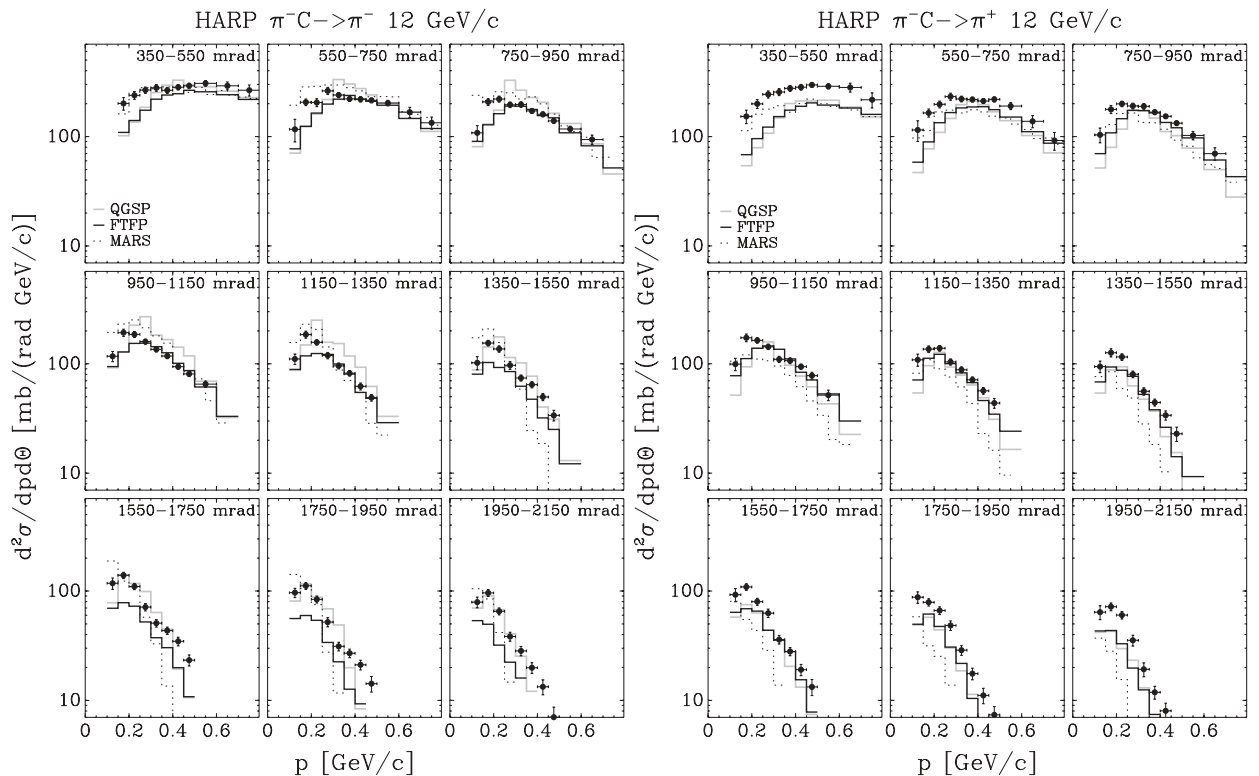 HARP π⁻C−>π⁻ 12 GeV/c
350−550 mrad
550−750 mrad
750−950 mrad
100
10
QGSP
FTFP
MARS
950−1150 mrad
1150−1350 mrad
1350−1550 mrad
100
10
1550−1750 mrad
1750−1950 mrad
1950−2150 mrad
100
10
0 0.2 0.4 0.6 0 0.2 0.4 0.6 0 0.2 0.4 0.6
p [GeV/c]
d²σ/dpdΘ [mb/(rad GeV/c)]
HARP π⁻C−>π⁺ 12 GeV/c
350−550 mrad
550−750 mrad
750−950 mrad
100
10
QGSP
FTFP
MARS
950−1150 mrad
1150−1350 mrad
1350−1550 mrad
100
10
1550−1750 mrad
1750−1950 mrad
1950−2150 mrad
100
10
0 0.2 0.4 0.6 0 0.2 0.4 0.6 0 0.2 0.4 0.6
p [GeV/c]
d²σ/dpdΘ [mb/(rad GeV/c)]